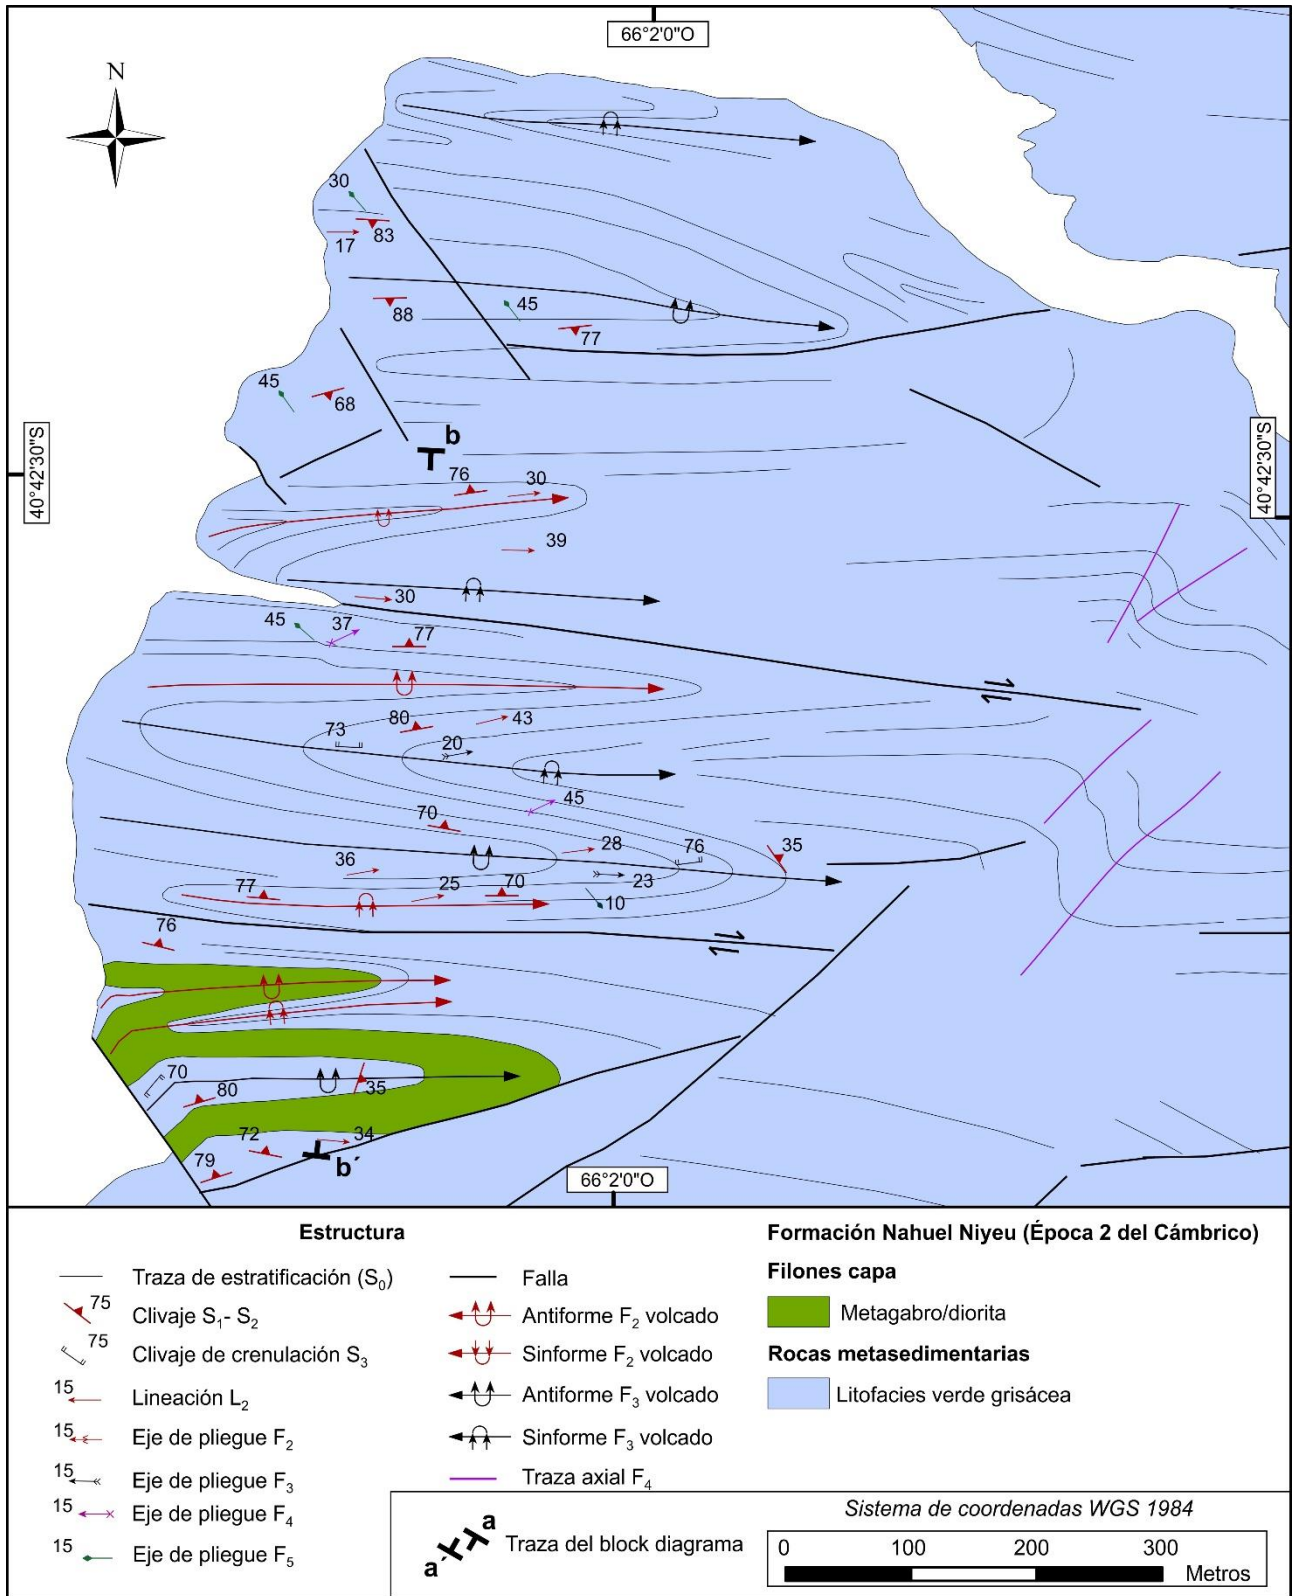 66°2'0"O
N
30
83
17
88
45
77
45
68
b
40°42'30"S
40°42'30"S
76
30
39
30
45
37
77
80
43
73
20
45
70
28
76
35
36
23
77
25
70
10
76
70
80
35
72
34
79
b´
66°2'0"O
Estructura
Traza de estratificación (S0)
75
Clivaje S1- S2
75
Clivaje de crenulación S3
15
Lineación L2
15
Eje de pliegue F2
15
Eje de pliegue F3
15
Eje de pliegue F4
15
Eje de pliegue F5
Falla
Antiforme F2 volcado
Sinforme F2 volcado
Antiforme F3 volcado
Sinforme F3 volcado
Traza axial F4
Formación Nahuel Niyeu (Época 2 del Cámbrico)
Filones capa
Metagabro/diorita
Rocas metasedimentarias
Litofacies verde grisácea
a
a´
Traza del block diagrama
Sistema de coordenadas WGS 1984
0 100 200 300
Metros